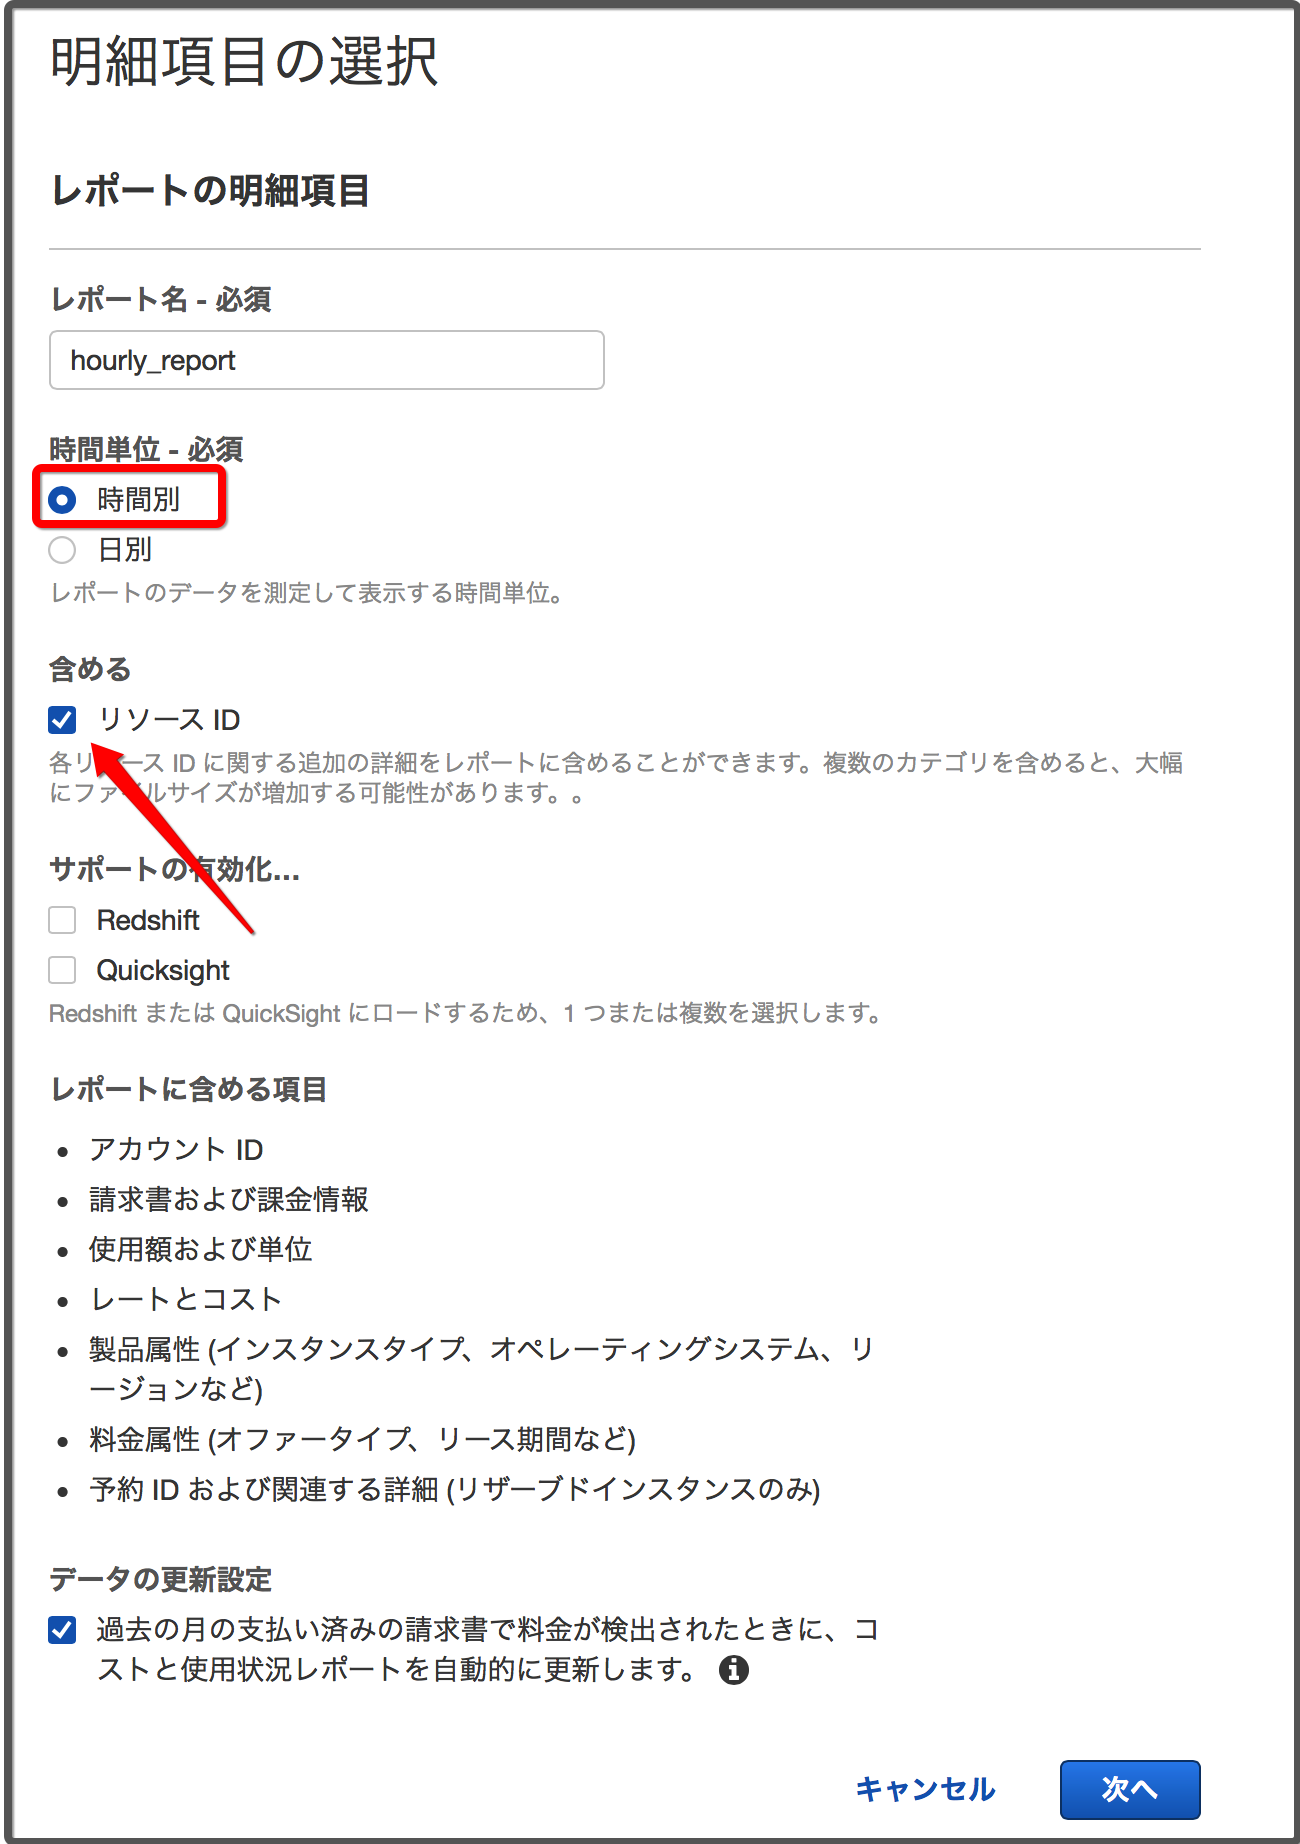 明細項目の選択
レポートの明細項目
レポート名 - 必須
hourly_report
時間単位 - 必須
時間別
日別
レポートのデータを測定して表示する時間単位。
含める
リソース ID
各リソース ID に関する追加の詳細をレポートに含めることができます。複数のカテゴリを含めると、大幅
にファイルサイズが増加する可能性があります。。
サポートの有効化...
Redshift
Quicksight
Redshift または QuickSight にロードするため、1 つまたは複数を選択します。
レポートに含める項目
• アカウント ID
• 請求書および課金情報
• 使用額および単位
• レートとコスト
• 製品属性 (インスタンスタイプ、オペレーティングシステム、リ
ージョンなど)
• 料金属性 (オファータイプ、リース期間など)
• 予約 ID および関連する詳細 (リザーブドインスタンスのみ)
データの更新設定
過去の月の支払い済みの請求書で料金が検出されたときに、コ
ストと使用状況レポートを自動的に更新します。
キャンセル
次へ